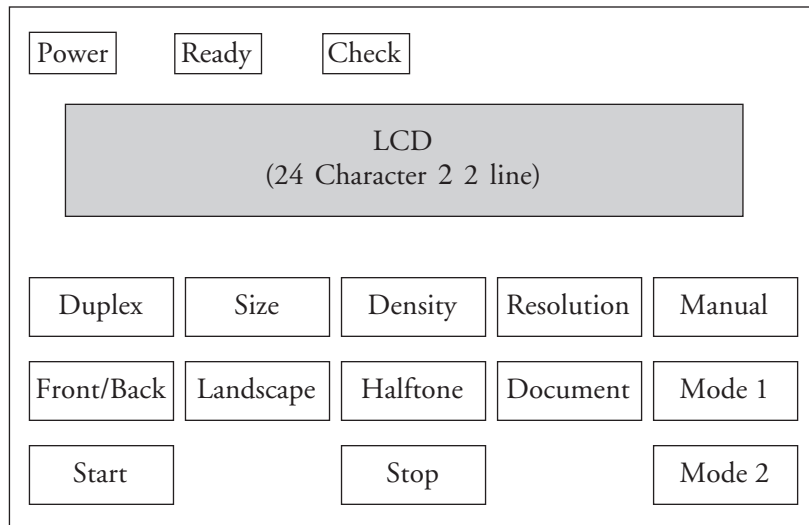 Power Ready Check
LCD
(24 Character 2 2 line)
Duplex Size Density Resolution Manual
Front/Back Landscape Halftone Document Mode 1
Start Stop Mode 2